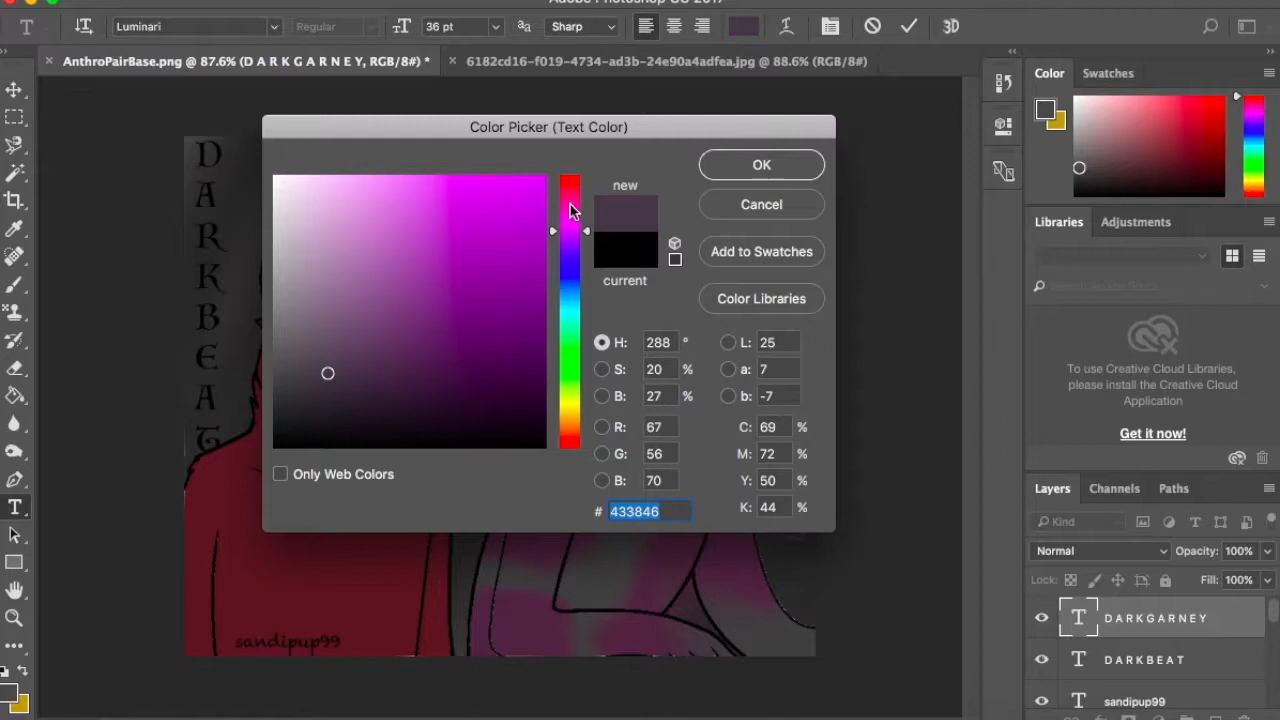 Adobe Photoshop CC 2017
Luminari
Regular
36 pt
Sharp
3D
AnthroPairBase.png @ 87.6% (D A R K G A R N E Y, RGB/8#) *
6182cd16-f019-4734-ad3b-24e90a4adfea.jpg @ 88.6% (RGB/8#)
D
A
R
K
B
E
A
T
sandipup99
Color Picker (Text Color)
new
current
OK
Cancel
Add to Swatches
Color Libraries
H: 288 °
S: 20 %
B: 27 %
R: 67
G: 56
B: 70
# 433846
L: 25
a: 7
b: -7
C: 69 %
M: 72 %
Y: 50 %
K: 44 %
Only Web Colors
Color
Swatches
Libraries
Adjustments
Search Adobe Stock
To use Creative Cloud Libraries,
please install the Creative Cloud
Application
Get it now!
Layers
Channels
Paths
Kind
Normal
Opacity: 100%
Lock:
Fill: 100%
D A R K G A R N E Y
D A R K B E A T
sandipup99